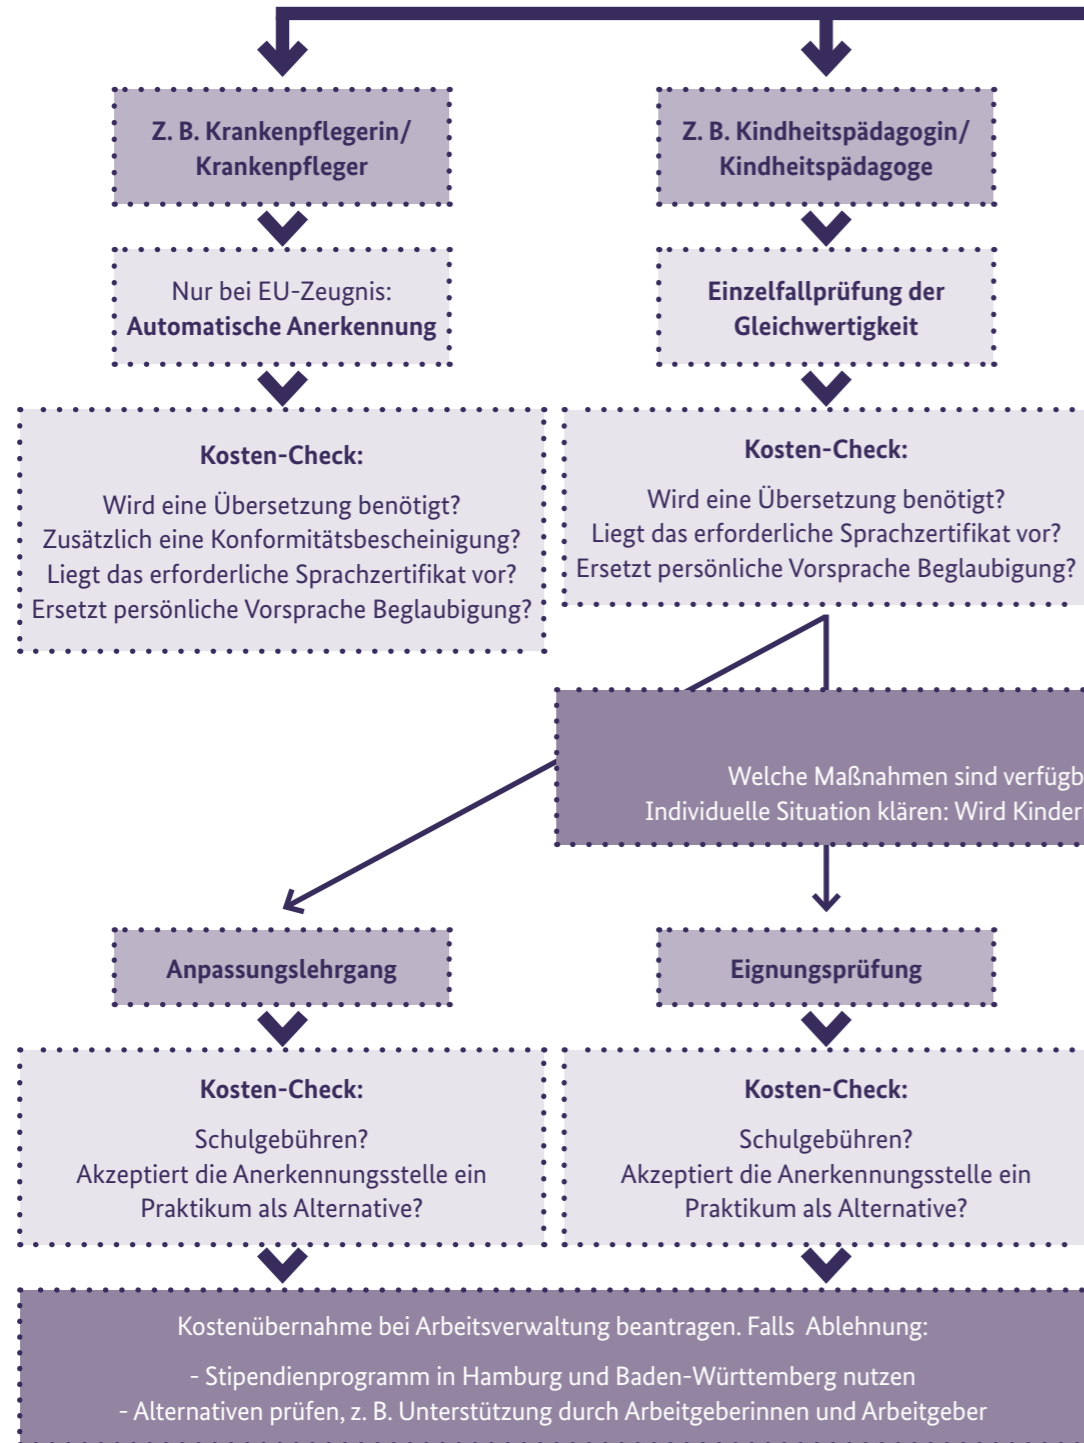 Z. B. Krankenpflegerin/
Krankenpfleger
Nur bei EU-Zeugnis:
Automatische Anerkennung
Kosten-Check:
Wird eine Übersetzung benötigt?
Zusätzlich eine Konformitätsbescheinigung?
Liegt das erforderliche Sprachzertifikat vor?
Ersetzt persönliche Vorsprache Beglaubigung?
Z. B. Kindheitspädagogin/
Kindheitspädagoge
Einzelfallprüfung der
Gleichwertigkeit
Kosten-Check:
Wird eine Übersetzung benötigt?
Liegt das erforderliche Sprachzertifikat vor?
Ersetzt persönliche Vorsprache Beglaubigung?
Welche Maßnahmen sind verfügb
Individuelle Situation klären: Wird Kinder
Anpassungslehrgang
Kosten-Check:
Schulgebühren?
Akzeptiert die Anerkennungsstelle ein
Praktikum als Alternative?
Eignungsprüfung
Kosten-Check:
Schulgebühren?
Akzeptiert die Anerkennungsstelle ein
Praktikum als Alternative?
Kostenübernahme bei Arbeitsverwaltung beantragen. Falls Ablehnung:
- Stipendienprogramm in Hamburg und Baden-Württemberg nutzen
- Alternativen prüfen, z. B. Unterstützung durch Arbeitgeberinnen und Arbeitgeber